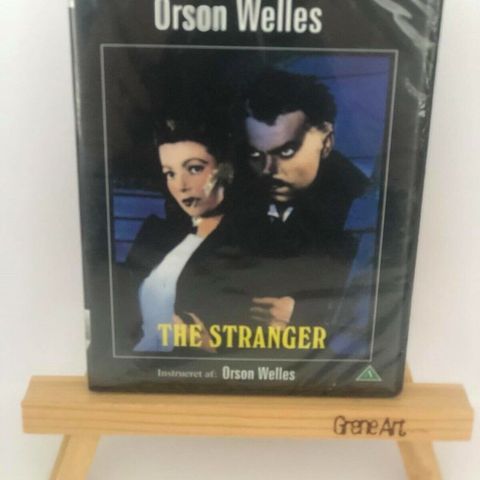 Orson Welles
THE STRANGER
Instrueret af: Orson Welles
Grene Art